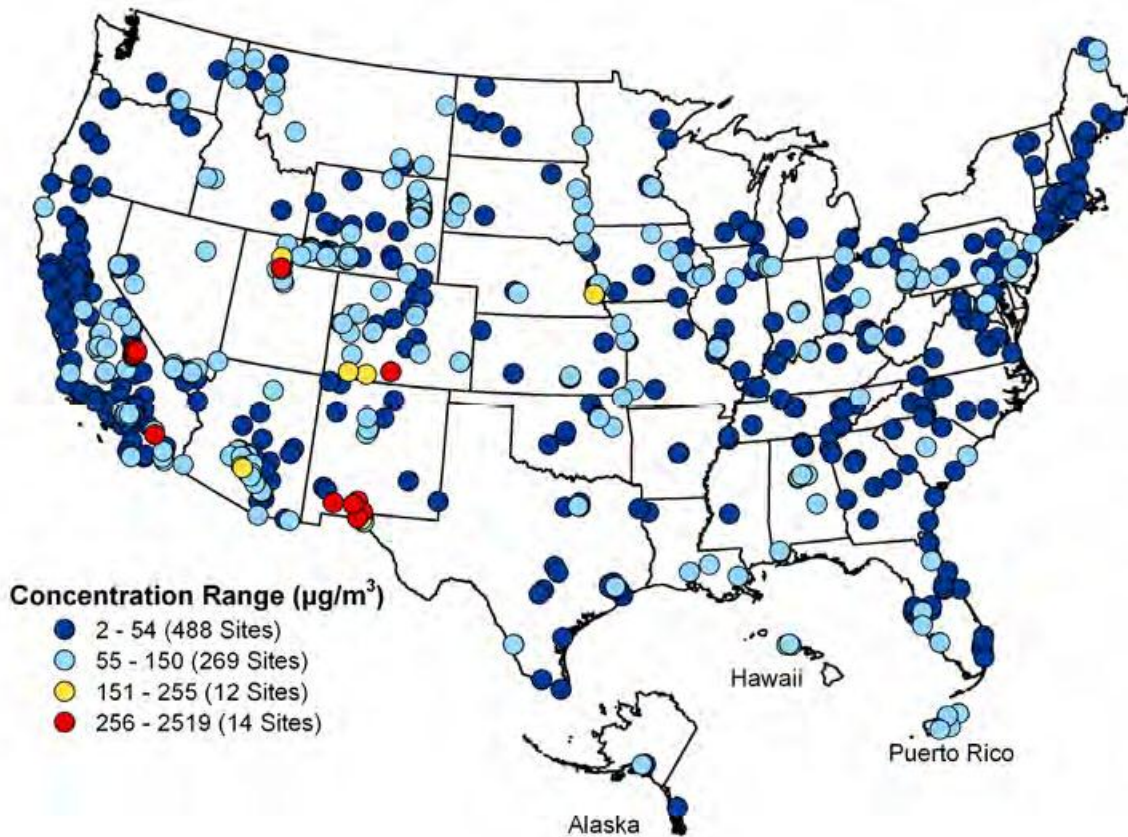 Concentration Range (µg/m³)
2 - 54 (488 Sites)
55 - 150 (269 Sites)
151 - 255 (12 Sites)
256 - 2519 (14 Sites)
Hawaii
Puerto Rico
Alaska